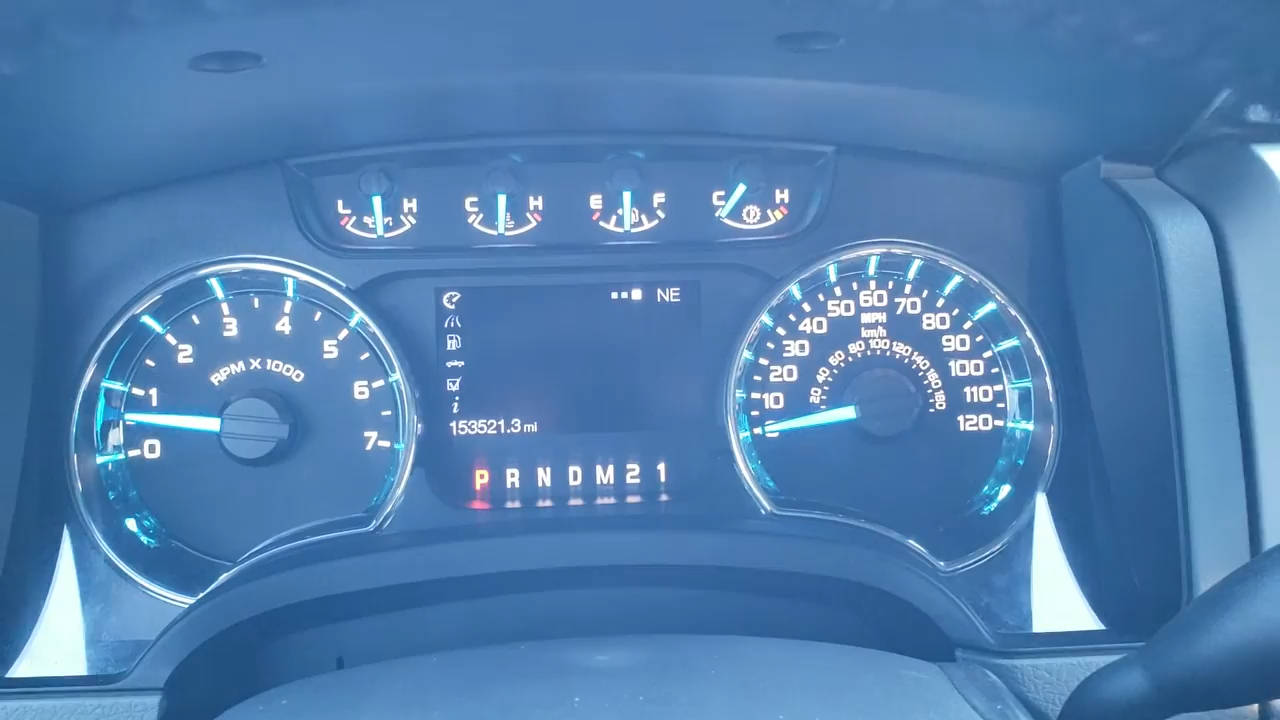 L H
C H
E F
C H
NE
0 1 2 3 4 5 6 7
RPM X 1000
153521.3 mi
P R N D M 2 1
10 20 30 40 50 60 70 80 90 100 110 120
MPH
km/h
20 40 60 80 100 120 140 160 180